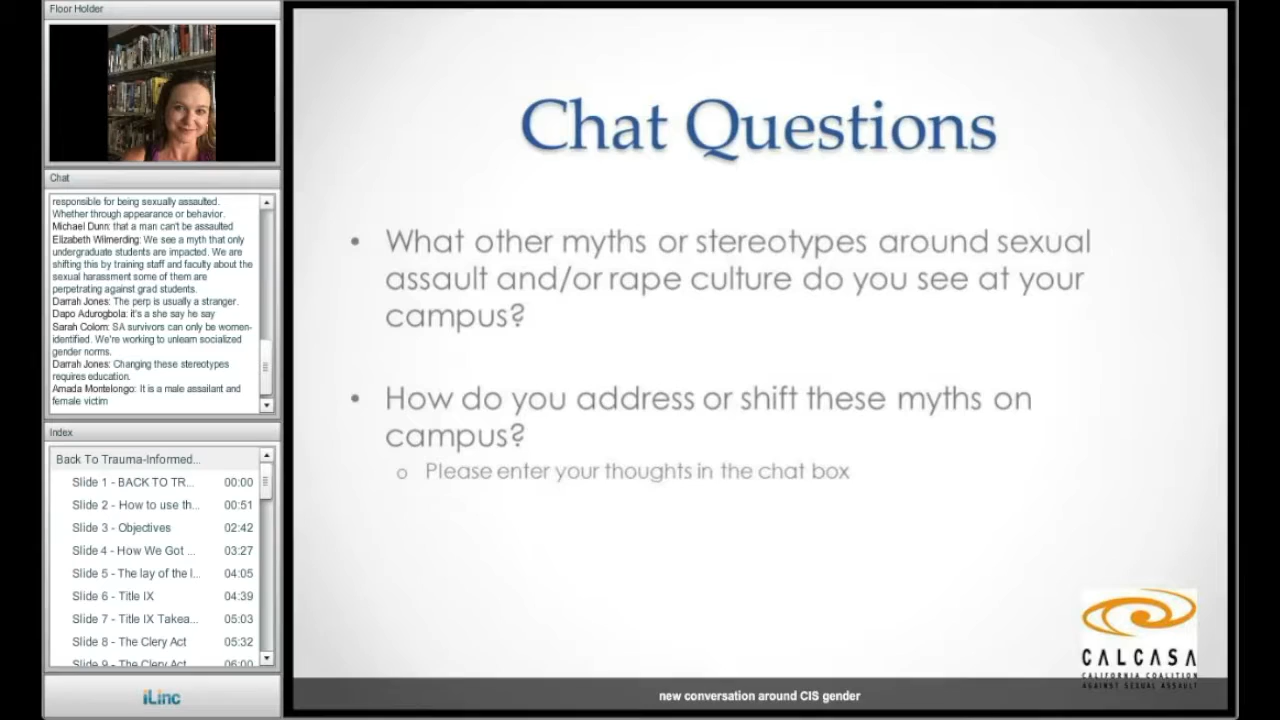 Floor Holder
Chat
responsible for being sexually assaulted.
Whether through appearance or behavior.
Michael Dunn: that a man can't be assaulted
Elizabeth Wilmerding: We see a myth that only
undergraduate students are impacted. We are
shifting this by training staff and faculty about the
sexual harassment some of them are
perpetrating against grad students.
Darrah Jones: The perp is usually a stranger.
Dapo Adurogbola: it's a she say he say
Sarah Colom: SA survivors can only be women-
identified. We're working to unlearn socialized
gender norms.
Darrah Jones: Changing these stereotypes
requires education.
Amada Montelongo: It is a male assailant and
female victim
Index
Back To Trauma-Informed...
Slide 1 - BACK TO TR... 00:00
Slide 2 - How to use th... 00:51
Slide 3 - Objectives 02:42
Slide 4 - How We Got ... 03:27
Slide 5 - The lay of the l... 04:05
Slide 6 - Title IX 04:39
Slide 7 - Title IX Takea... 05:03
Slide 8 - The Clery Act 05:32
Slide 9 - The Clery Act 06:00
iLinc
Chat Questions
• What other myths or stereotypes around sexual
assault and/or rape culture do you see at your
campus?
• How do you address or shift these myths on
campus?
o Please enter your thoughts in the chat box
CALCASA
CALIFORNIA COALITION
AGAINST SEXUAL ASSAULT
new conversation around CIS gender